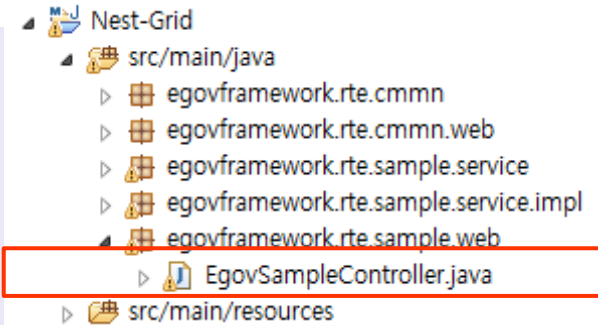 Nest-Grid
src/main/java
egovframework.rte.cmmn
egovframework.rte.cmmn.web
egovframework.rte.sample.service
egovframework.rte.sample.service.impl
egovframework.rte.sample.web
EgovSampleController.java
src/main/resources